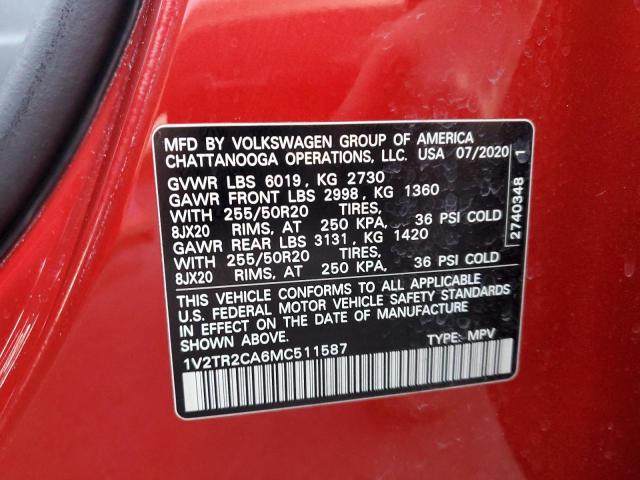 MFD BY VOLKSWAGEN GROUP OF AMERICA
CHATTANOOGA OPERATIONS, LLC. USA 07/2020
GVWR LBS 6019, KG 2730
GAWR FRONT LBS 2998, KG 1360
WITH 255/50R20 TIRES,
8JX20 RIMS, AT 250 KPA, 36 PSI COLD
GAWR REAR LBS 3131, KG 1420
WITH 255/50R20 TIRES,
8JX20 RIMS, AT 250 KPA, 36 PSI COLD
THIS VEHICLE CONFORMS TO ALL APPLICABLE
U.S. FEDERAL MOTOR VEHICLE SAFETY STANDARDS
IN EFFECT ON THE DATE OF MANUFACTURE
SHOWN ABOVE.
1V2TR2CA6MC511587 TYPE: MPV
2740348 1